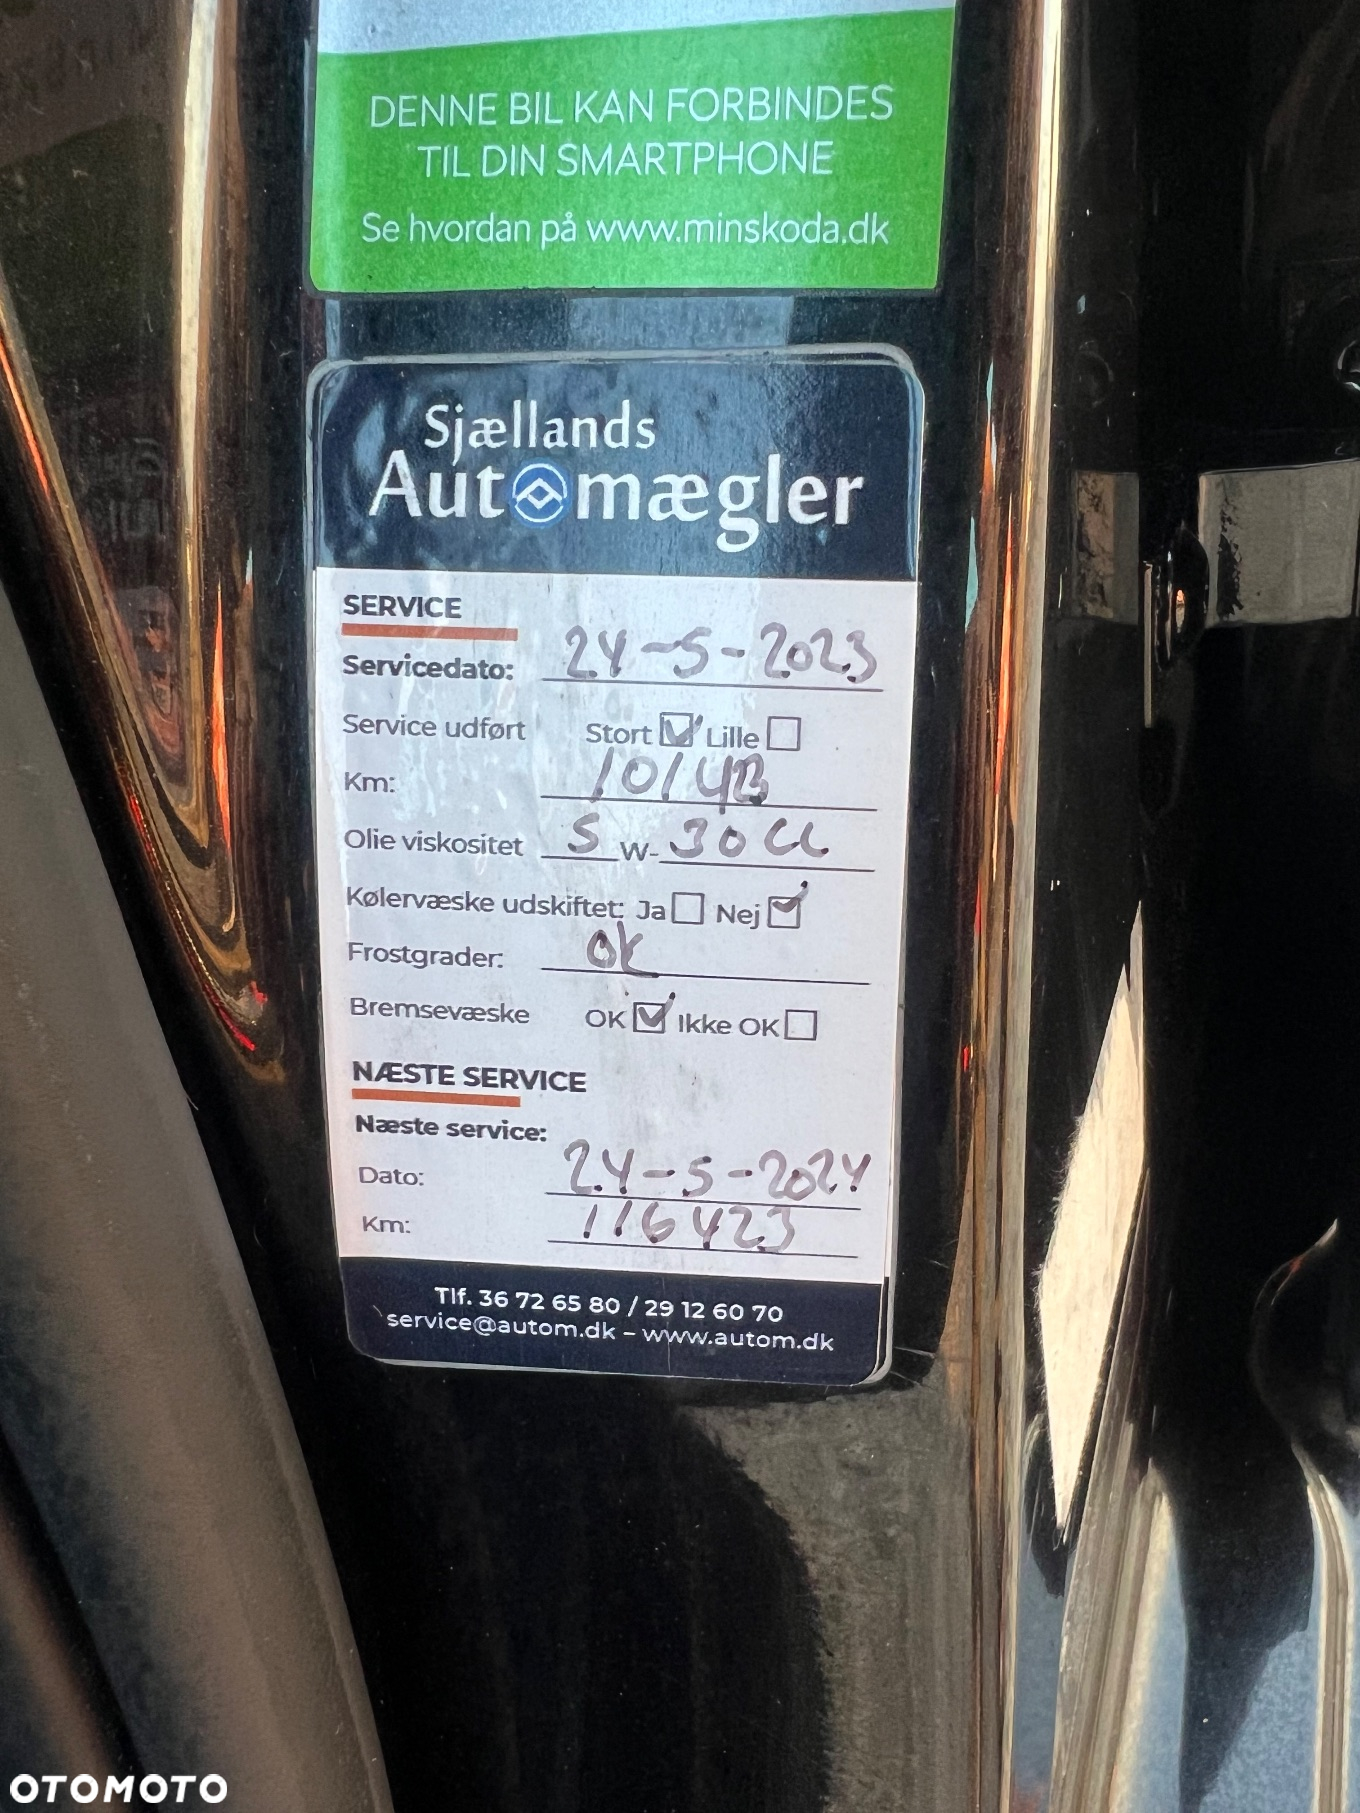 DENNE BIL KAN FORBINDES
TIL DIN SMARTPHONE
Se hvordan på www.minskoda.dk
Sjællands
Automægler
SERVICE
Servicedato: 24-5-2023
Service udført Stort Lille
Km:
Olie viskositet 5 W- 30 CL
Kølervæske udskiftet: Ja Nej
Frostgrader: OK
Bremsevæske OK Ikke OK
NÆSTE SERVICE
Næste service:
Dato: 24-5-2024
Km: 116423
Tlf. 36 72 65 80 / 29 12 60 70
service@autom.dk – www.autom.dk
OTOMOTO